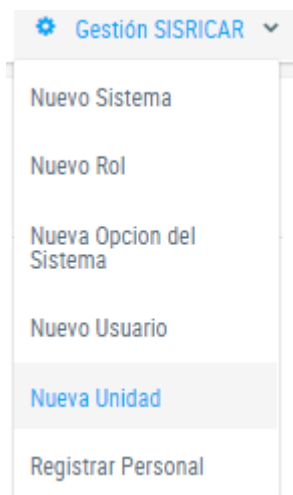 Gestión SISRICAR
Nuevo Sistema
Nuevo Rol
Nueva Opcion del
Sistema
Nuevo Usuario
Nueva Unidad
Registrar Personal